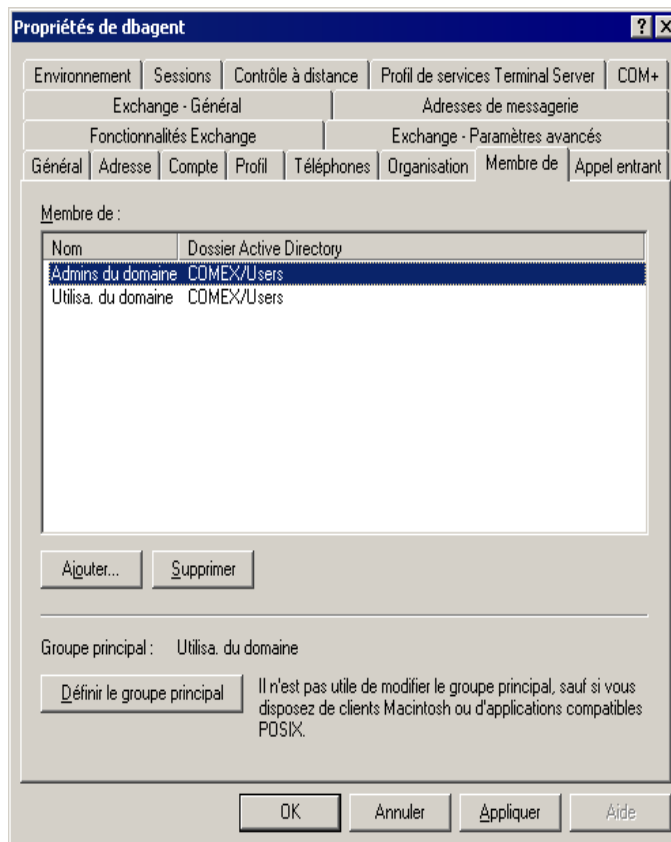 Propriétés de dbagent
Environnement Sessions Contrôle à distance Profil de services Terminal Server COM+
Exchange - Général Adresses de messagerie
Fonctionnalités Exchange Exchange - Paramètres avancés
Général Adresse Compte Profil Téléphones Organisation Membre de Appel entrant
Membre de :
Nom Dossier Active Directory
Admins du domaine COMEX/Users
Utilisa. du domaine COMEX/Users
Ajouter... Supprimer
Groupe principal : Utilisa. du domaine
Définir le groupe principal
Il n'est pas utile de modifier le groupe principal, sauf si vous
disposez de clients Macintosh ou d'applications compatibles
POSIX.
OK Annuler Appliquer Aide